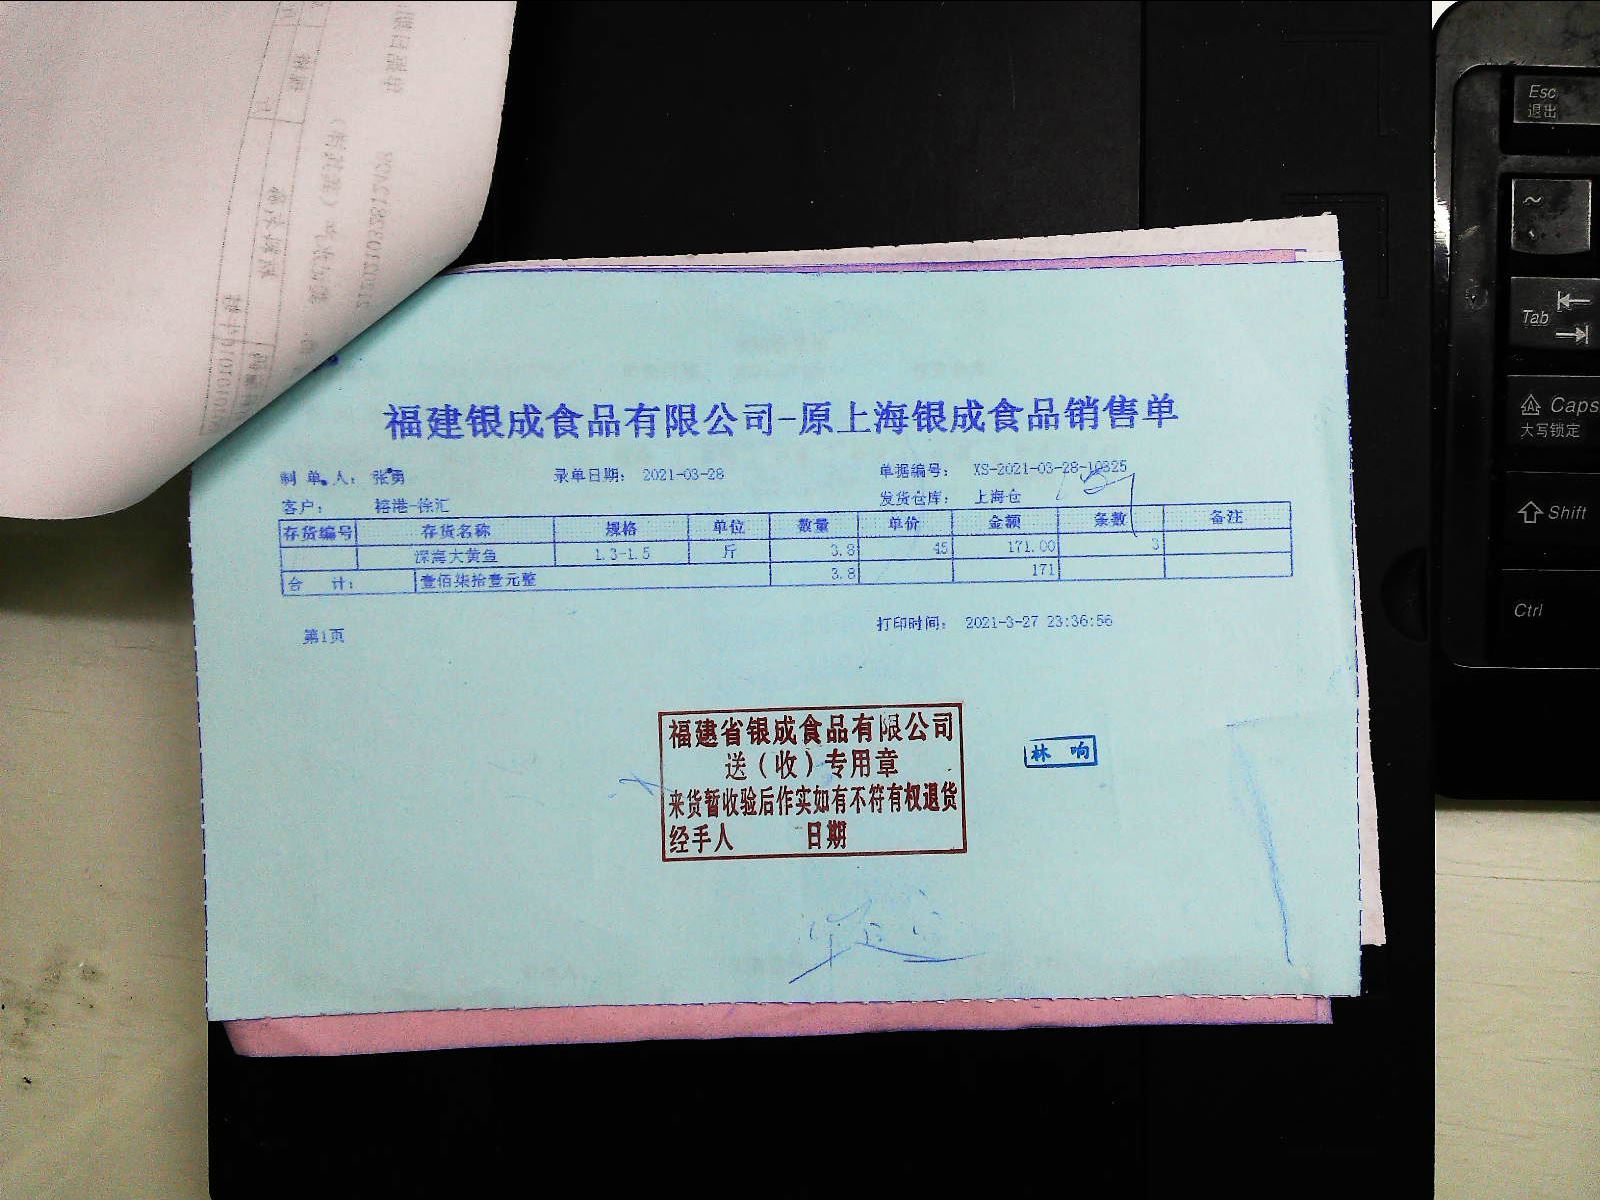 福建银成食品有限公司-原上海银成食品销售单
制 单 人： 张勇 录单日期： 2021-03-28 单据编号： XS-2021-03-28-10325
客户： 榕港-徐汇 发货仓库： 上海仓
存货编号 存货名称 规格 单位 数量 单价 金额 条数 备注
深海大黄鱼 1.3-1.5 斤 3.8 45 171.00 3
合 计： 壹佰柒拾壹元整 3.8 171
第1页 打印时间： 2021-3-27 23:36:56
福建省银成食品有限公司
送（收）专用章
来货暂收验后作实如有不符有权退货
经手人 日期
林 响
Esc
退出
~
Tab
Caps
大写锁定
Shift
Ctrl